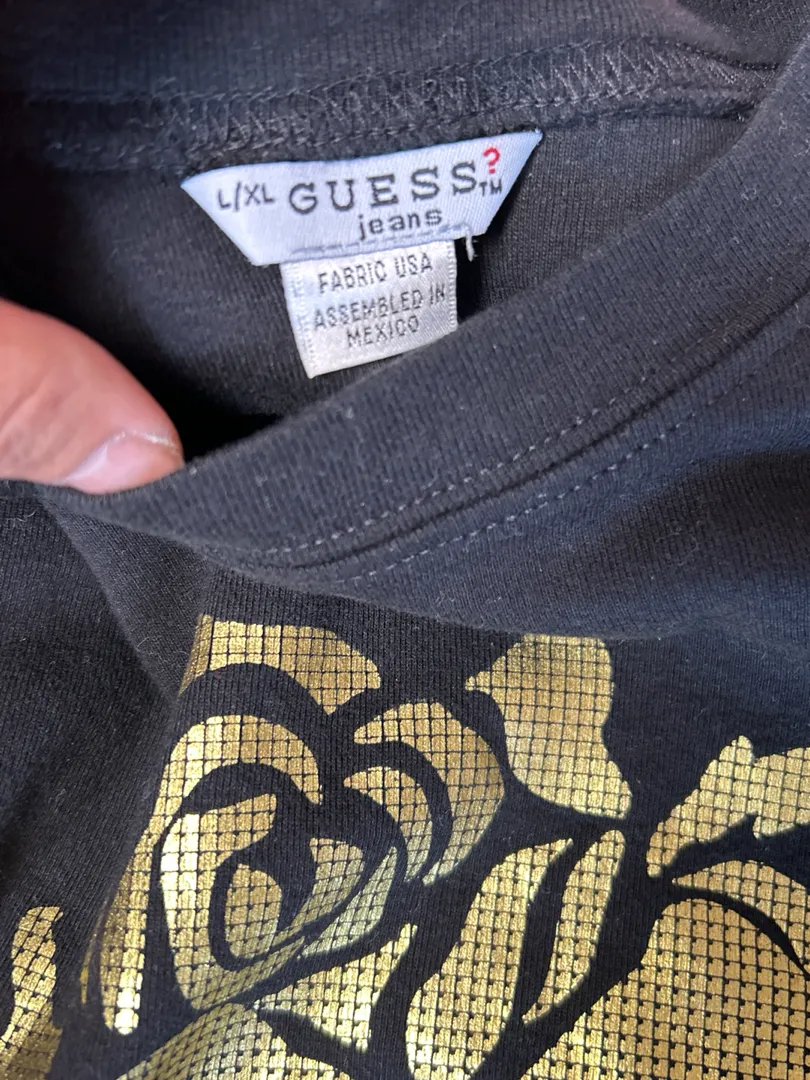 L/XL GUESS?™
jeans
FABRIC USA
ASSEMBLED IN
MEXICO